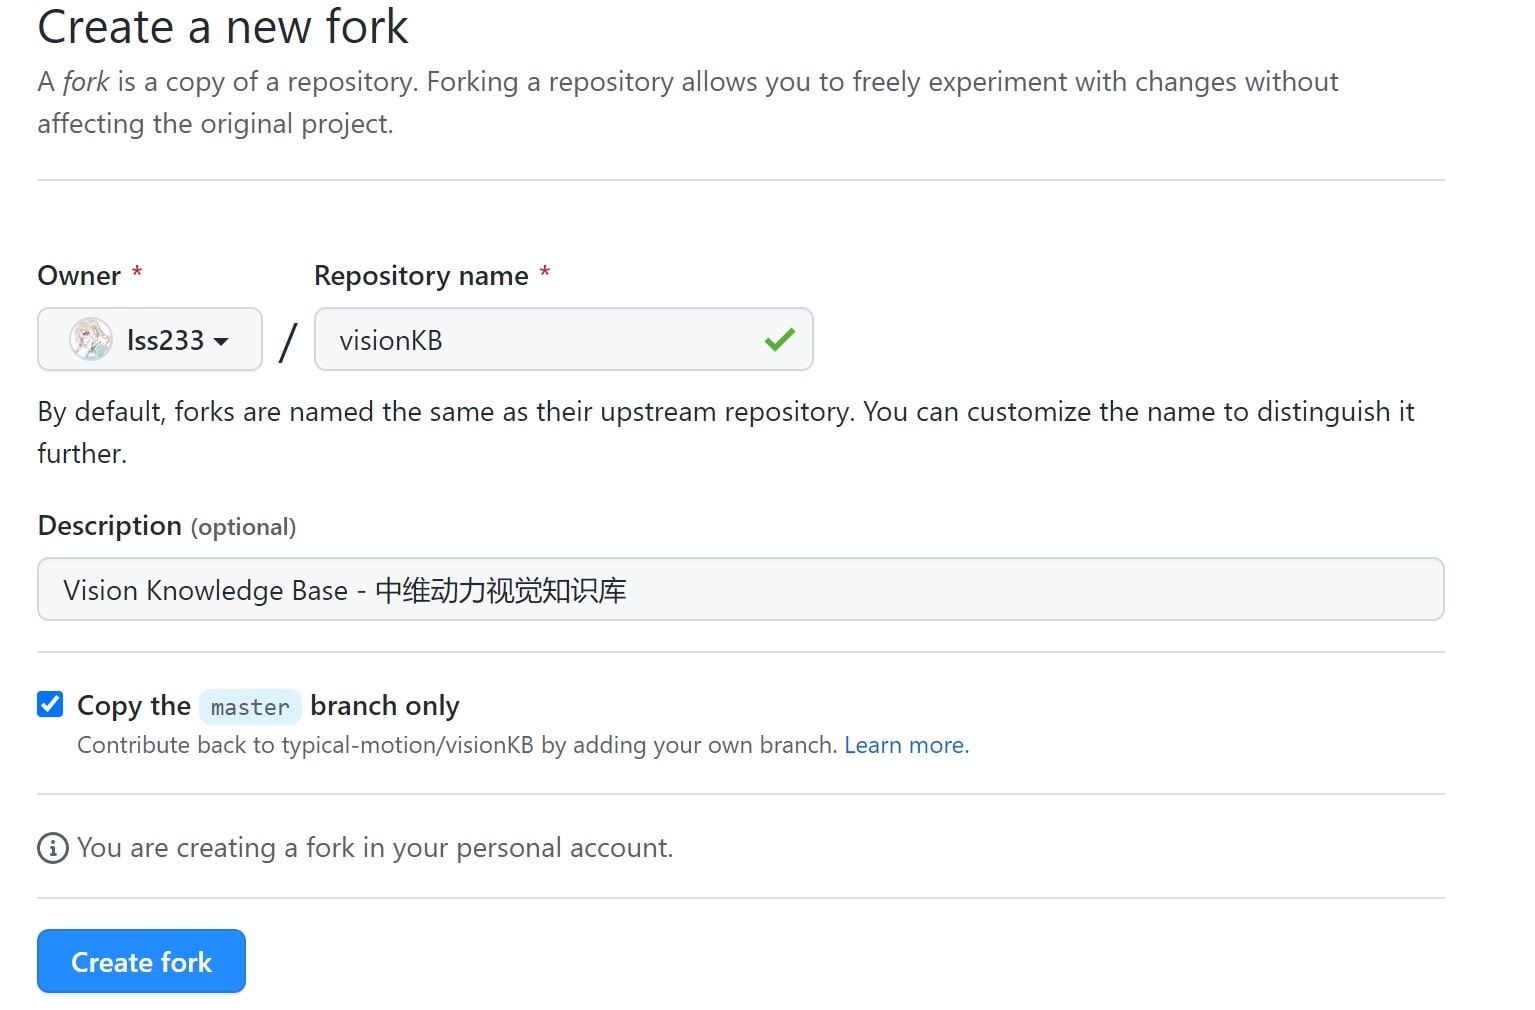 Create a new fork
A fork is a copy of a repository. Forking a repository allows you to freely experiment with changes without
affecting the original project.
Owner *
Repository name *
lss233
/
visionKB
By default, forks are named the same as their upstream repository. You can customize the name to distinguish it
further.
Description (optional)
Vision Knowledge Base - 中维动力视觉知识库
Copy the master branch only
Contribute back to typical-motion/visionKB by adding your own branch. Learn more.
You are creating a fork in your personal account.
Create fork